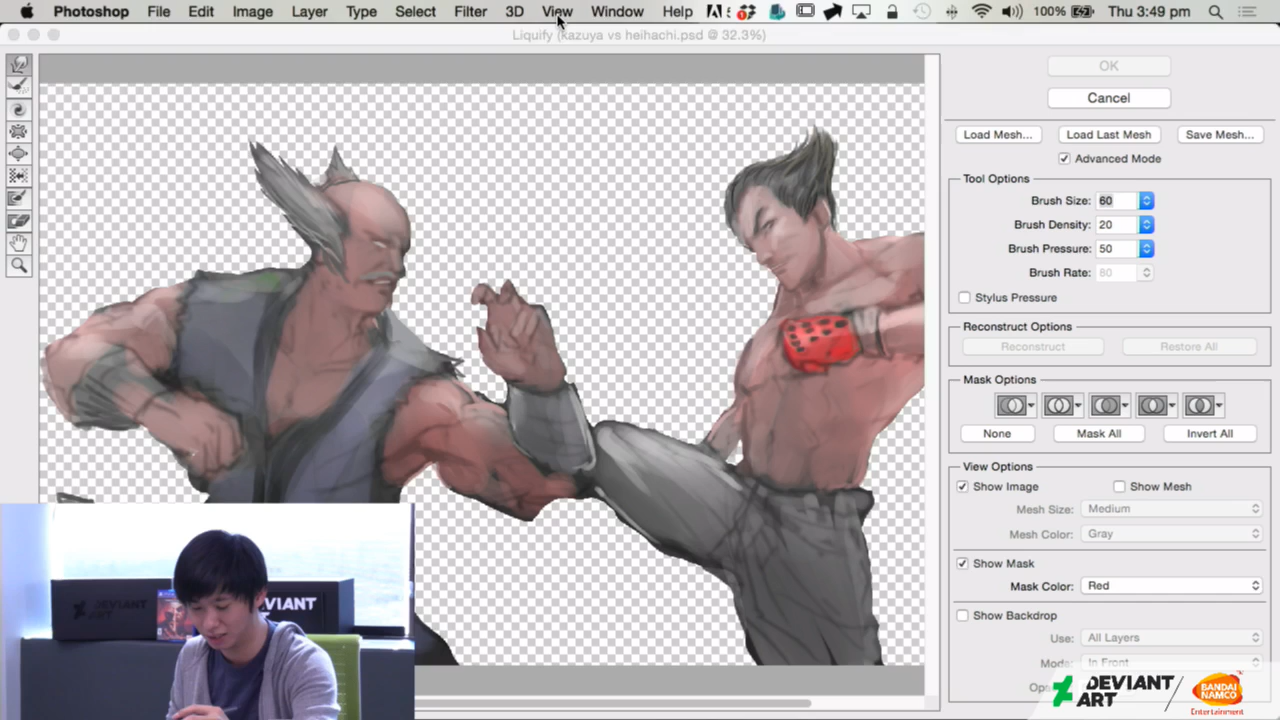 Photoshop File Edit Image Layer Type Select Filter 3D View Window Help 100% Thu 3:49 pm
Liquify (kazuya vs heihachi.psd @ 32.3%)
OK
Cancel
Load Mesh... Load Last Mesh Save Mesh...
Advanced Mode
Tool Options
Brush Size: 60
Brush Density: 20
Brush Pressure: 50
Brush Rate: 80
Stylus Pressure
Reconstruct Options
Reconstruct Restore All
Mask Options
None Mask All Invert All
View Options
Show Image Show Mesh
Mesh Size: Medium
Mesh Color: Gray
Show Mask
Mask Color: Red
Show Backdrop
Use: All Layers
Mode: In Front
DEVIANT
ART
BANDAI
NAMCO
Entertainment
DEVIANT
ART
VIANT